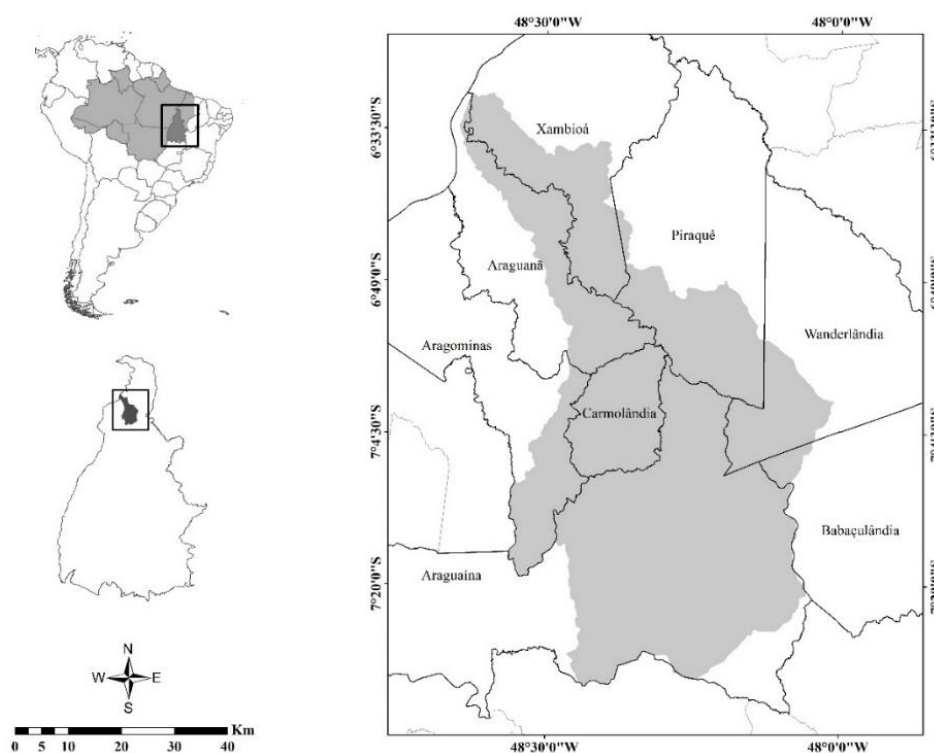 48°30'0"W 48°0'0"W
6°33'30"S
Xambioá
Piraquê
Araguanã
6°49'0"S
Wanderlândia
Aragominas
Carmolândia
7°4'30"S
Babaçulândia
Araguaína
7°20'0"S
N
W E
S
Km
0 5 10 20 30 40
48°30'0"W 48°0'0"W